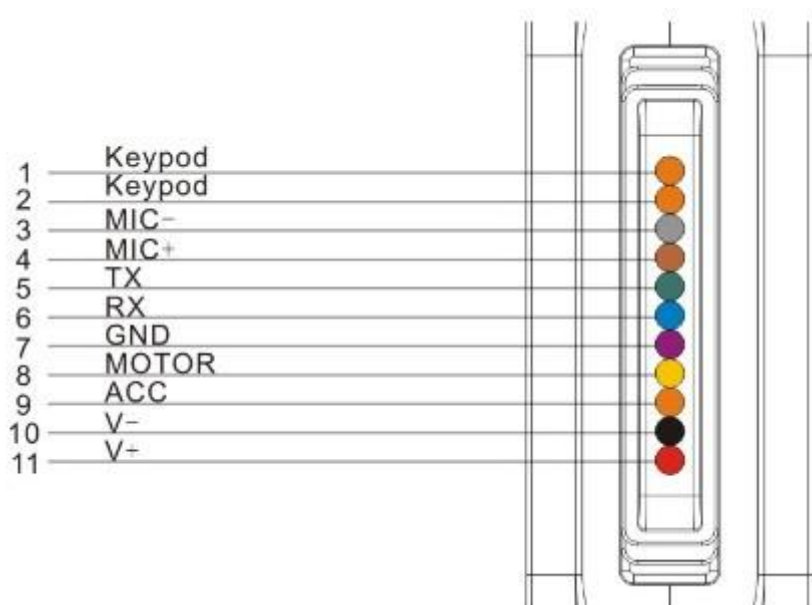 1 Keypod
2 Keypod
3 MIC-
4 MIC+
5 TX
6 RX
7 GND
8 MOTOR
9 ACC
10 V-
11 V+